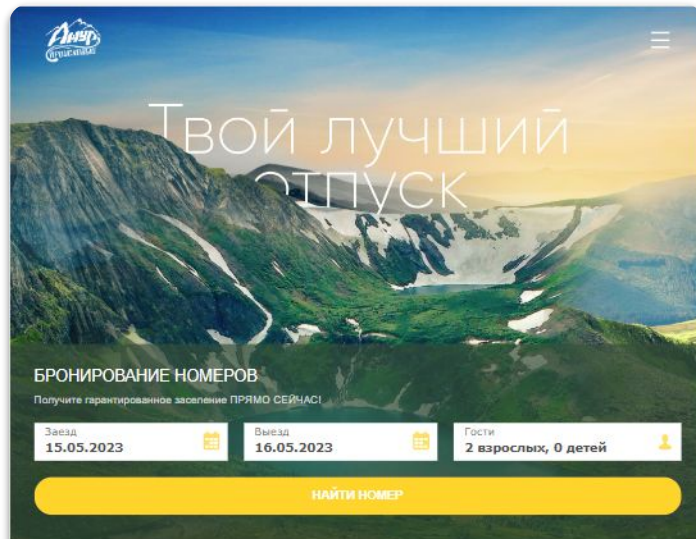 Твой лучший
отпуск
БРОНИРОВАНИЕ НОМЕРОВ
Получите гарантированное заселение ПРЯМО СЕЙЧАС!
Заезд
15.05.2023
Выезд
16.05.2023
Гости
2 взрослых, 0 детей
НАЙТИ НОМЕР